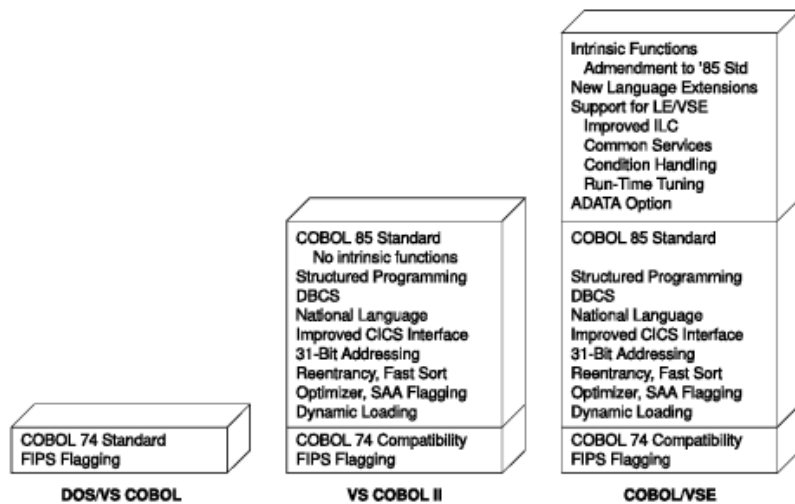 COBOL 74 Standard
FIPS Flagging
DOS/VS COBOL
COBOL 85 Standard
No intrinsic functions
Structured Programming
DBCS
National Language
Improved CICS Interface
31-Bit Addressing
Reentrancy, Fast Sort
Optimizer, SAA Flagging
Dynamic Loading
COBOL 74 Compatibility
FIPS Flagging
VS COBOL II
Intrinsic Functions
Admendment to '85 Std
New Language Extensions
Support for LE/VSE
Improved ILC
Common Services
Condition Handling
Run-Time Tuning
ADATA Option
COBOL 85 Standard
Structured Programming
DBCS
National Language
Improved CICS Interface
31-Bit Addressing
Reentrancy, Fast Sort
Optimizer, SAA Flagging
Dynamic Loading
COBOL 74 Compatibility
FIPS Flagging
COBOL/VSE